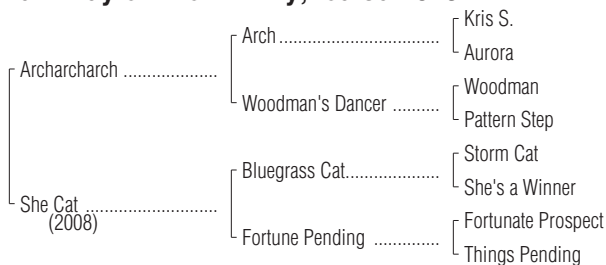 Kris S.
Arch
Aurora
Archarcharch
Woodman
Woodman's Dancer
Pattern Step
Storm Cat
Bluegrass Cat
She's a Winner
She Cat
(2008)
Fortunate Prospect
Fortune Pending
Things Pending